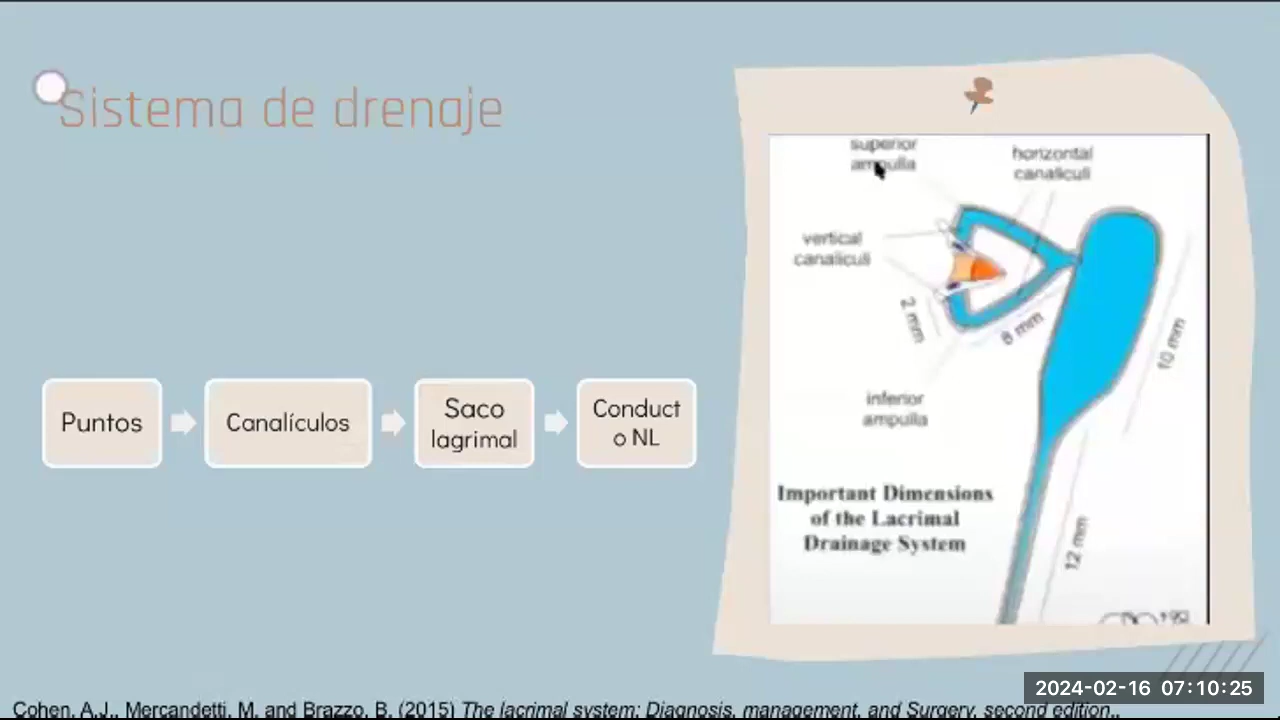 Sistema de drenaje
Puntos
Canalículos
Saco
lagrimal
Conduct
o NL
superior
ampulla
horizontal
canaliculi
vertical
canaliculi
2 mm
8 mm
10 mm
inferior
ampulla
Important Dimensions
of the Lacrimal
Drainage System
12 mm
2024-02-16 07:10:25
Cohen, A.J., Mercandetti, M. and Brazzo, B. (2015) The lacrimal system: Diagnosis, management, and Surgery, second edition.,